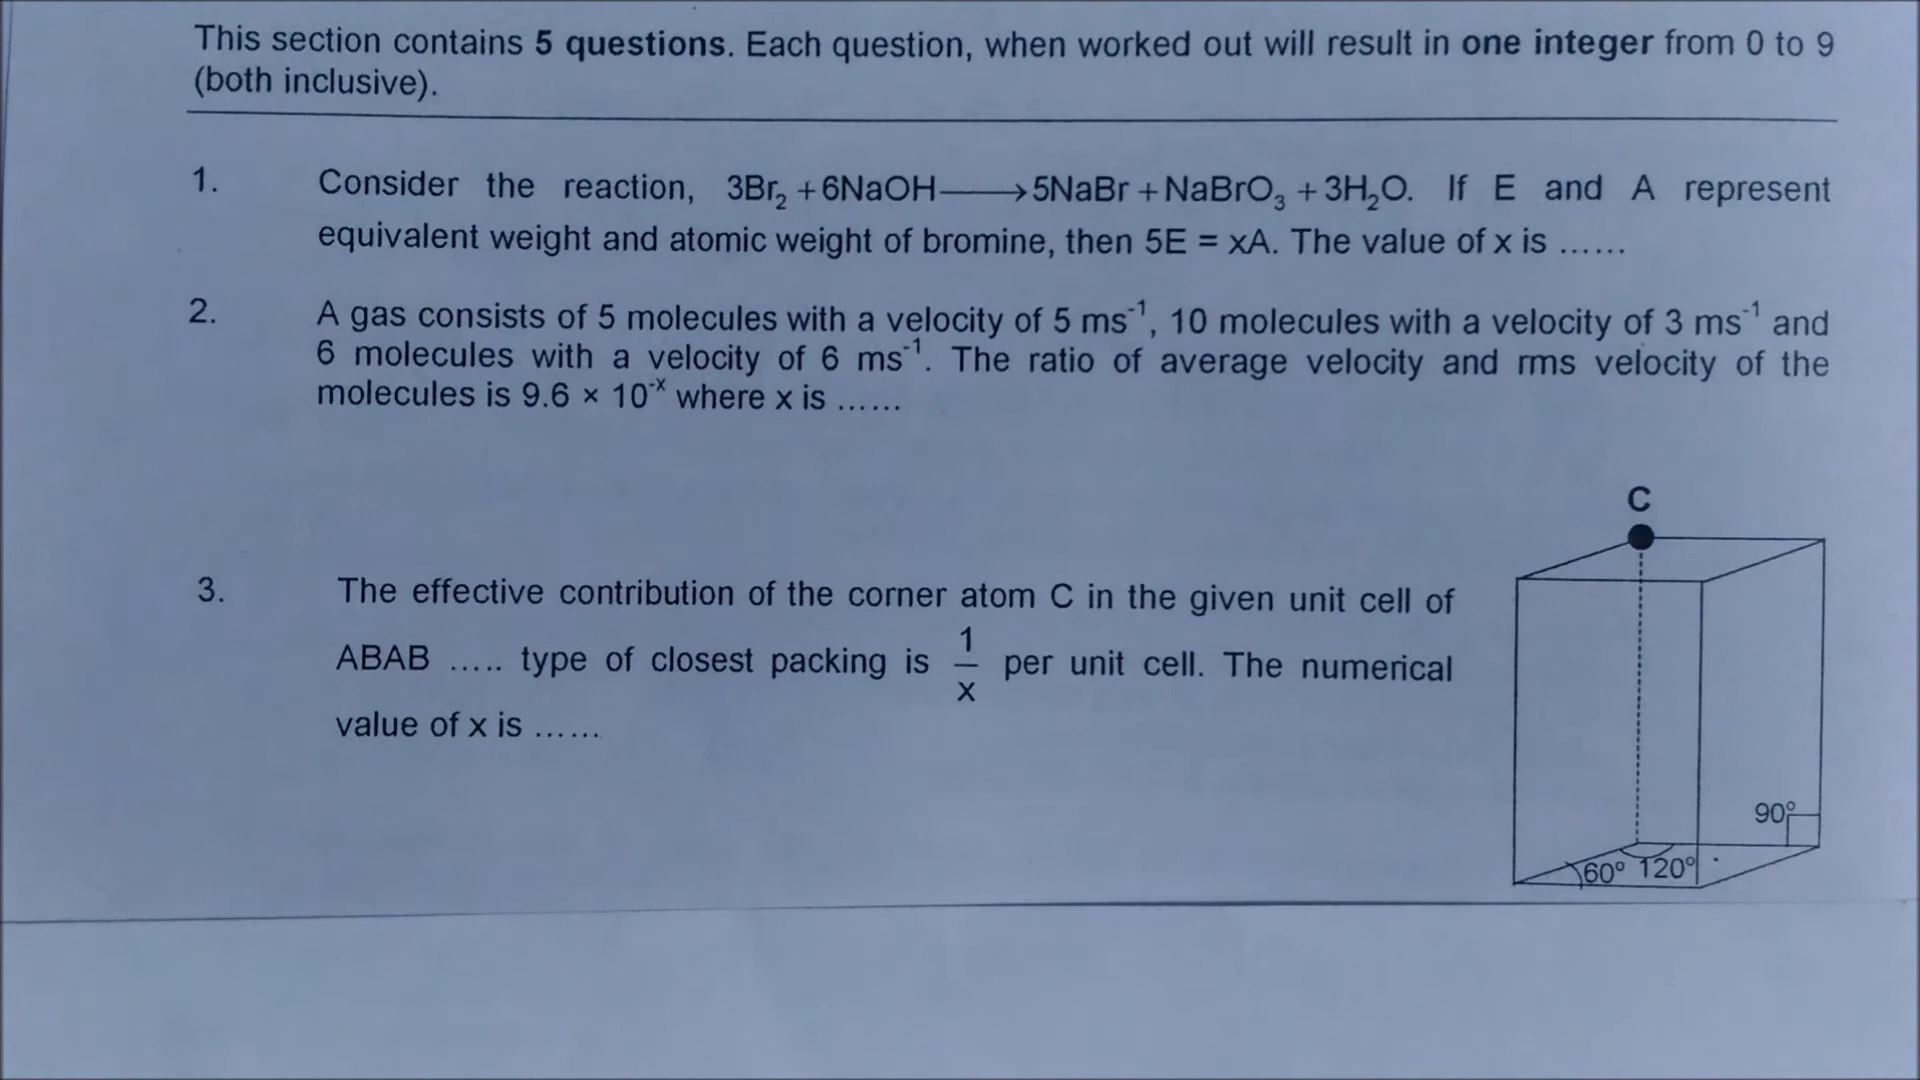 This section contains 5 questions. Each question, when worked out will result in one integer from 0 to 9
(both inclusive).
1. Consider the reaction, 3Br₂ + 6NaOH ⟶ 5NaBr + NaBrO₃ + 3H₂O. If E and A represent
equivalent weight and atomic weight of bromine, then 5E = xA. The value of x is ......
2. A gas consists of 5 molecules with a velocity of 5 ms⁻¹, 10 molecules with a velocity of 3 ms⁻¹ and
6 molecules with a velocity of 6 ms⁻¹. The ratio of average velocity and rms velocity of the
molecules is 9.6 × 10⁻ˣ where x is ......
C
3. The effective contribution of the corner atom C in the given unit cell of
ABAB ..... type of closest packing is 1/x per unit cell. The numerical
value of x is ......
90°
60° 120°